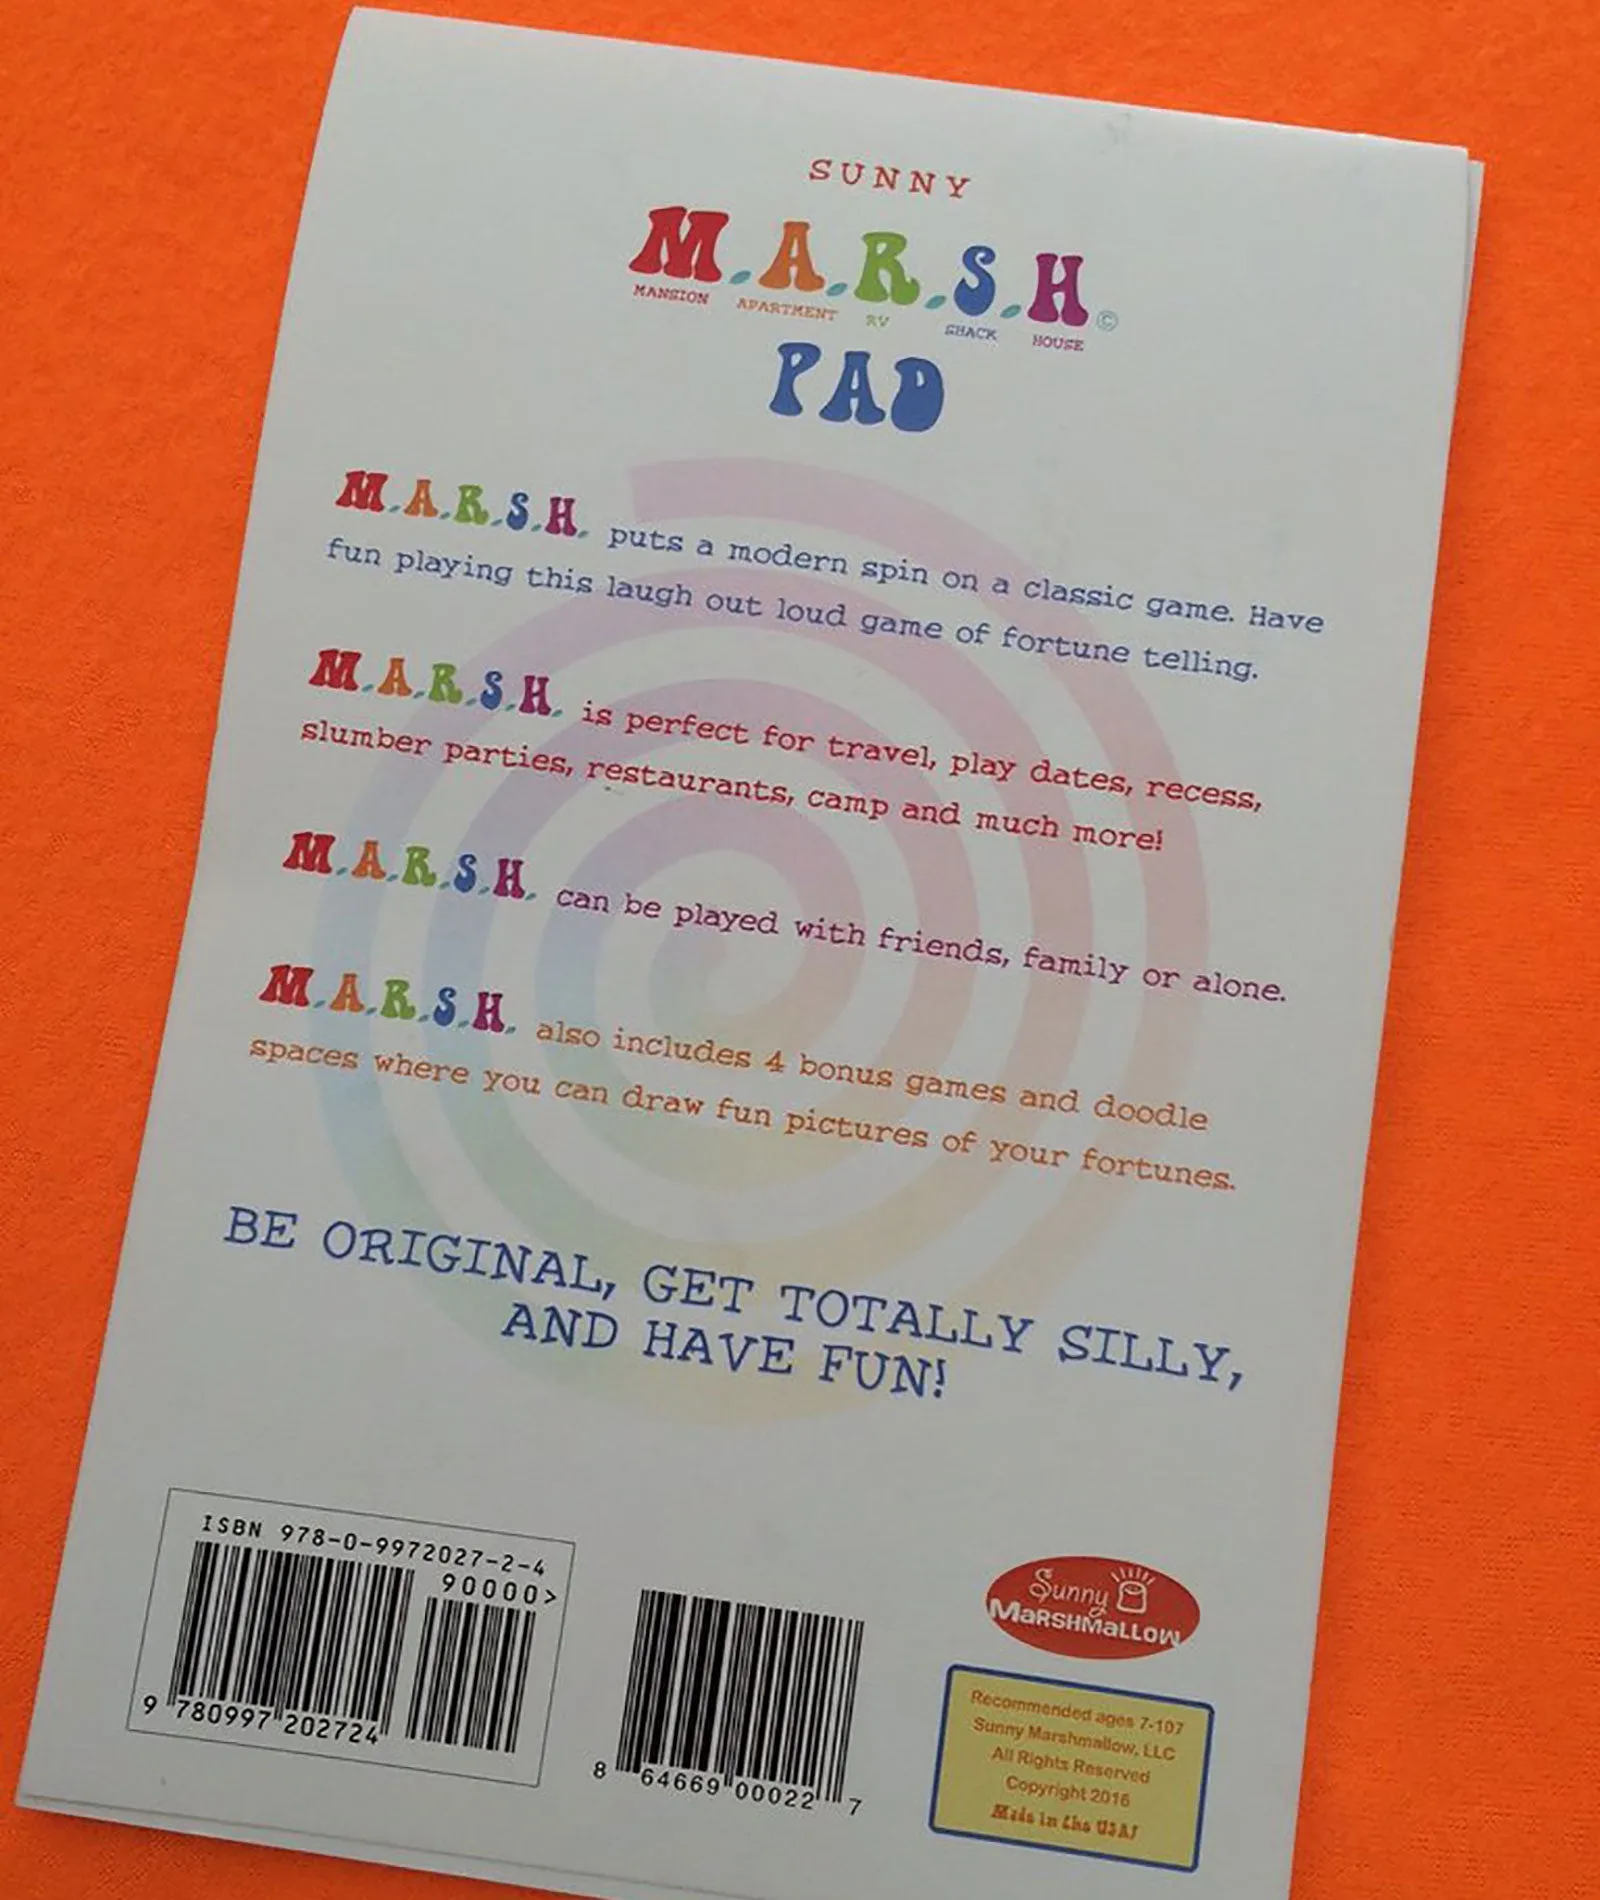 SUNNY
M.A.R.S.H.©
MANSION APARTMENT RV SHACK HOUSE
PAD
M.A.R.S.H. puts a modern spin on a classic game. Have
fun playing this laugh out loud game of fortune telling.
M.A.R.S.H. is perfect for travel, play dates, recess,
slumber parties, restaurants, camp and much more!
M.A.R.S.H. can be played with friends, family or alone.
M.A.R.S.H. also includes 4 bonus games and doodle
spaces where you can draw fun pictures of your fortunes.
BE ORIGINAL, GET TOTALLY SILLY,
AND HAVE FUN!
ISBN 978-0-9972027-2-4
90000>
9 780997 202724
8 64669 00022 7
Sunny
MaRSHMaLLOW
Recommended ages 7-107
Sunny Marshmallow, LLC
All Rights Reserved
Copyright 2016
Made in the USA!